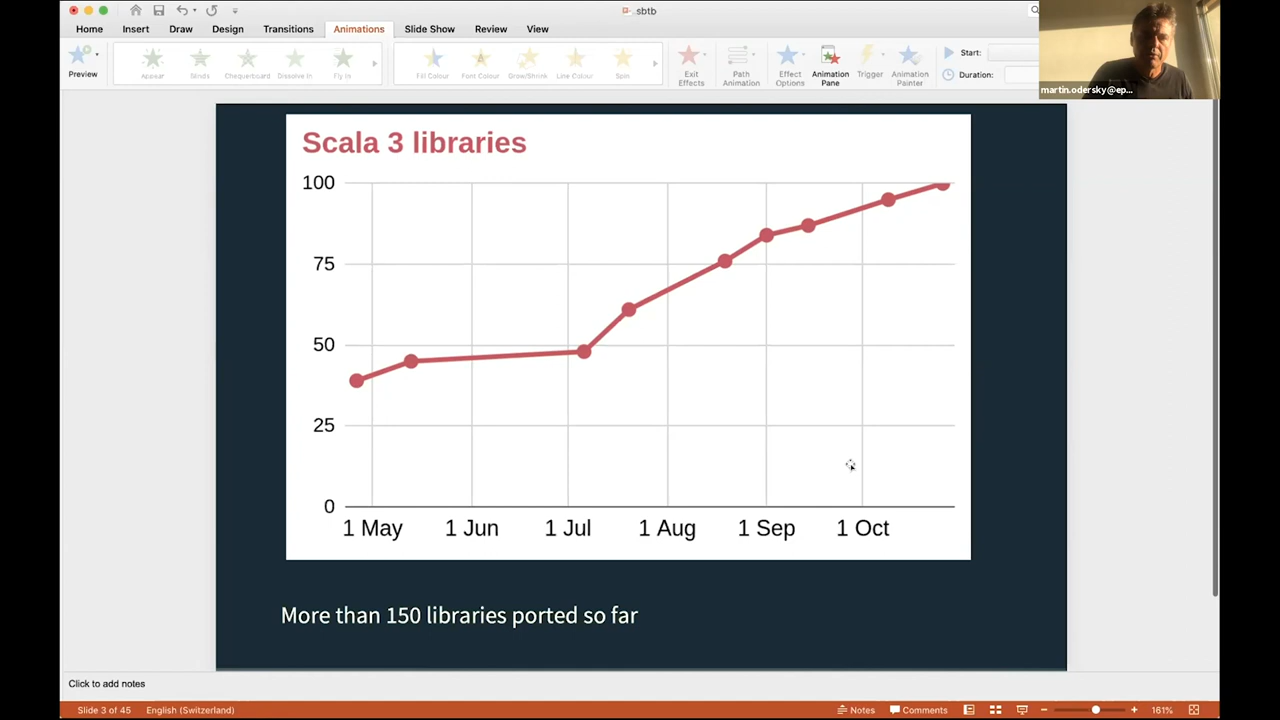 sbtb
Home Insert Draw Design Transitions Animations Slide Show Review View
Preview
Appear Blinds Checkerboard Dissolve In Fly In
Fill Colour Font Colour Grow/Shrink Line Colour Spin
Exit Effects
Path Animation
Effect Options
Animation Pane
Trigger
Animation Painter
Start:
Duration:
martin.odersky@ep...
Scala 3 libraries
100
75
50
25
0
1 May 1 Jun 1 Jul 1 Aug 1 Sep 1 Oct
More than 150 libraries ported so far
Click to add notes
Slide 3 of 45 English (Switzerland) Notes Comments 161%